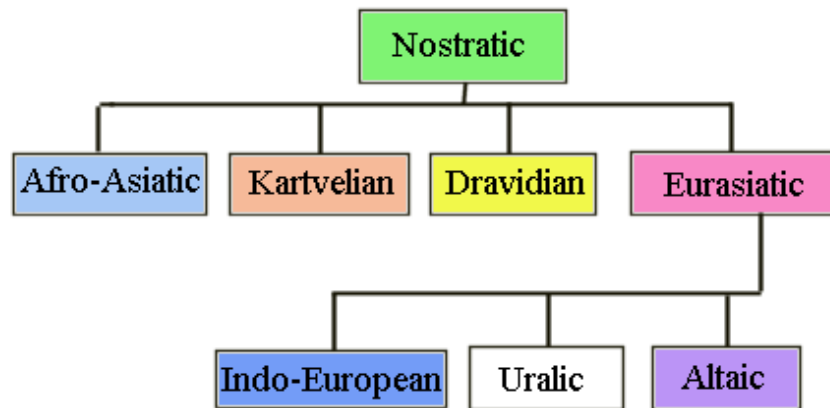 Nostratic
Afro-Asiatic
Kartvelian
Dravidian
Eurasiatic
Indo-European
Uralic
Altaic